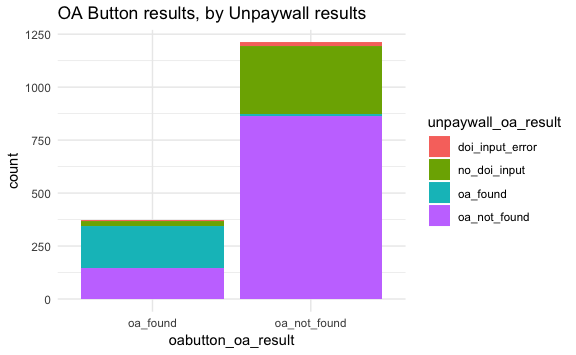 OA Button results, by Unpaywall results
1250
1000
750
500
250
0
count
oa_found
oa_not_found
oabutton_oa_result
unpaywall_oa_result
doi_input_error
no_doi_input
oa_found
oa_not_found